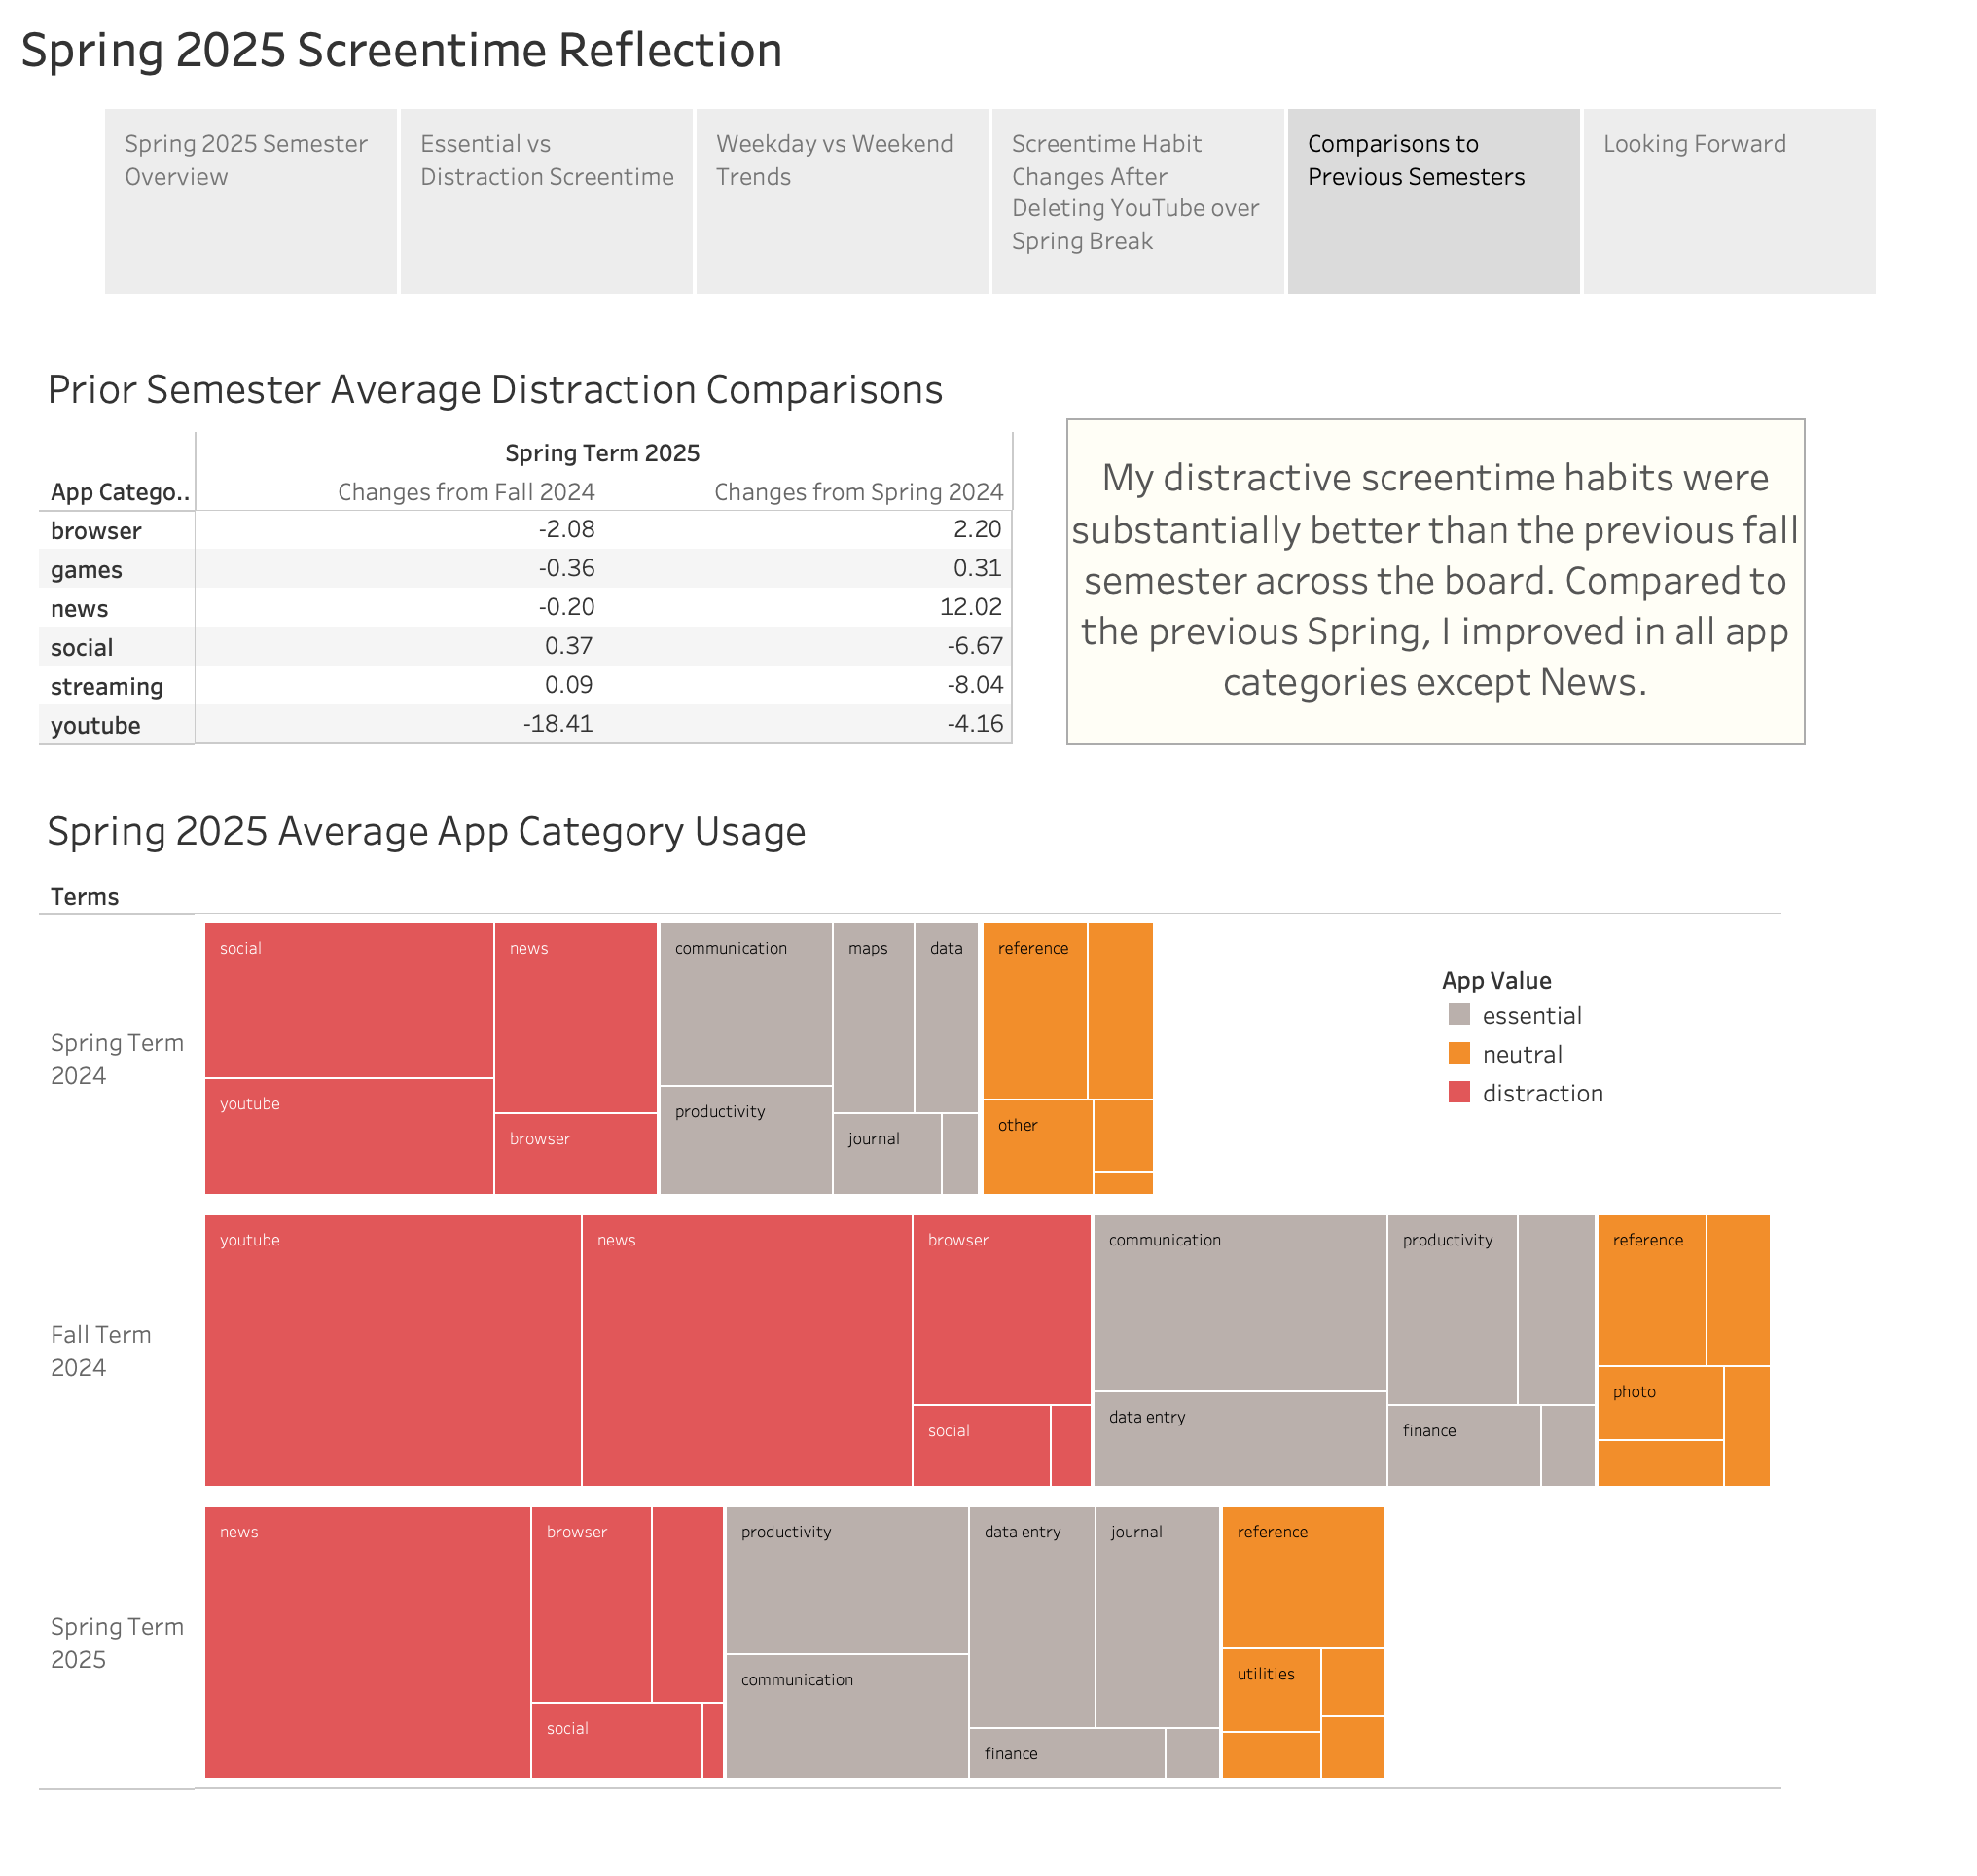 Spring 2025 Screentime Reflection
Spring 2025 Semester
Overview
Essential vs
Distraction Screentime
Weekday vs Weekend
Trends
Screentime Habit
Changes After
Deleting YouTube over
Spring Break
Comparisons to
Previous Semesters
Looking Forward
Prior Semester Average Distraction Comparisons
Spring Term 2025
App Catego.. Changes from Fall 2024 Changes from Spring 2024
browser -2.08 2.20
games -0.36 0.31
news -0.20 12.02
social 0.37 -6.67
streaming 0.09 -8.04
youtube -18.41 -4.16
My distractive screentime habits were
substantially better than the previous fall
semester across the board. Compared to
the previous Spring, I improved in all app
categories except News.
Spring 2025 Average App Category Usage
Terms
Spring Term
2024
social
news
communication
maps
data
reference
youtube
browser
productivity
journal
other
App Value
essential
neutral
distraction
Fall Term
2024
youtube
news
browser
communication
productivity
reference
social
data entry
finance
photo
Spring Term
2025
news
browser
productivity
data entry
journal
reference
social
communication
finance
utilities